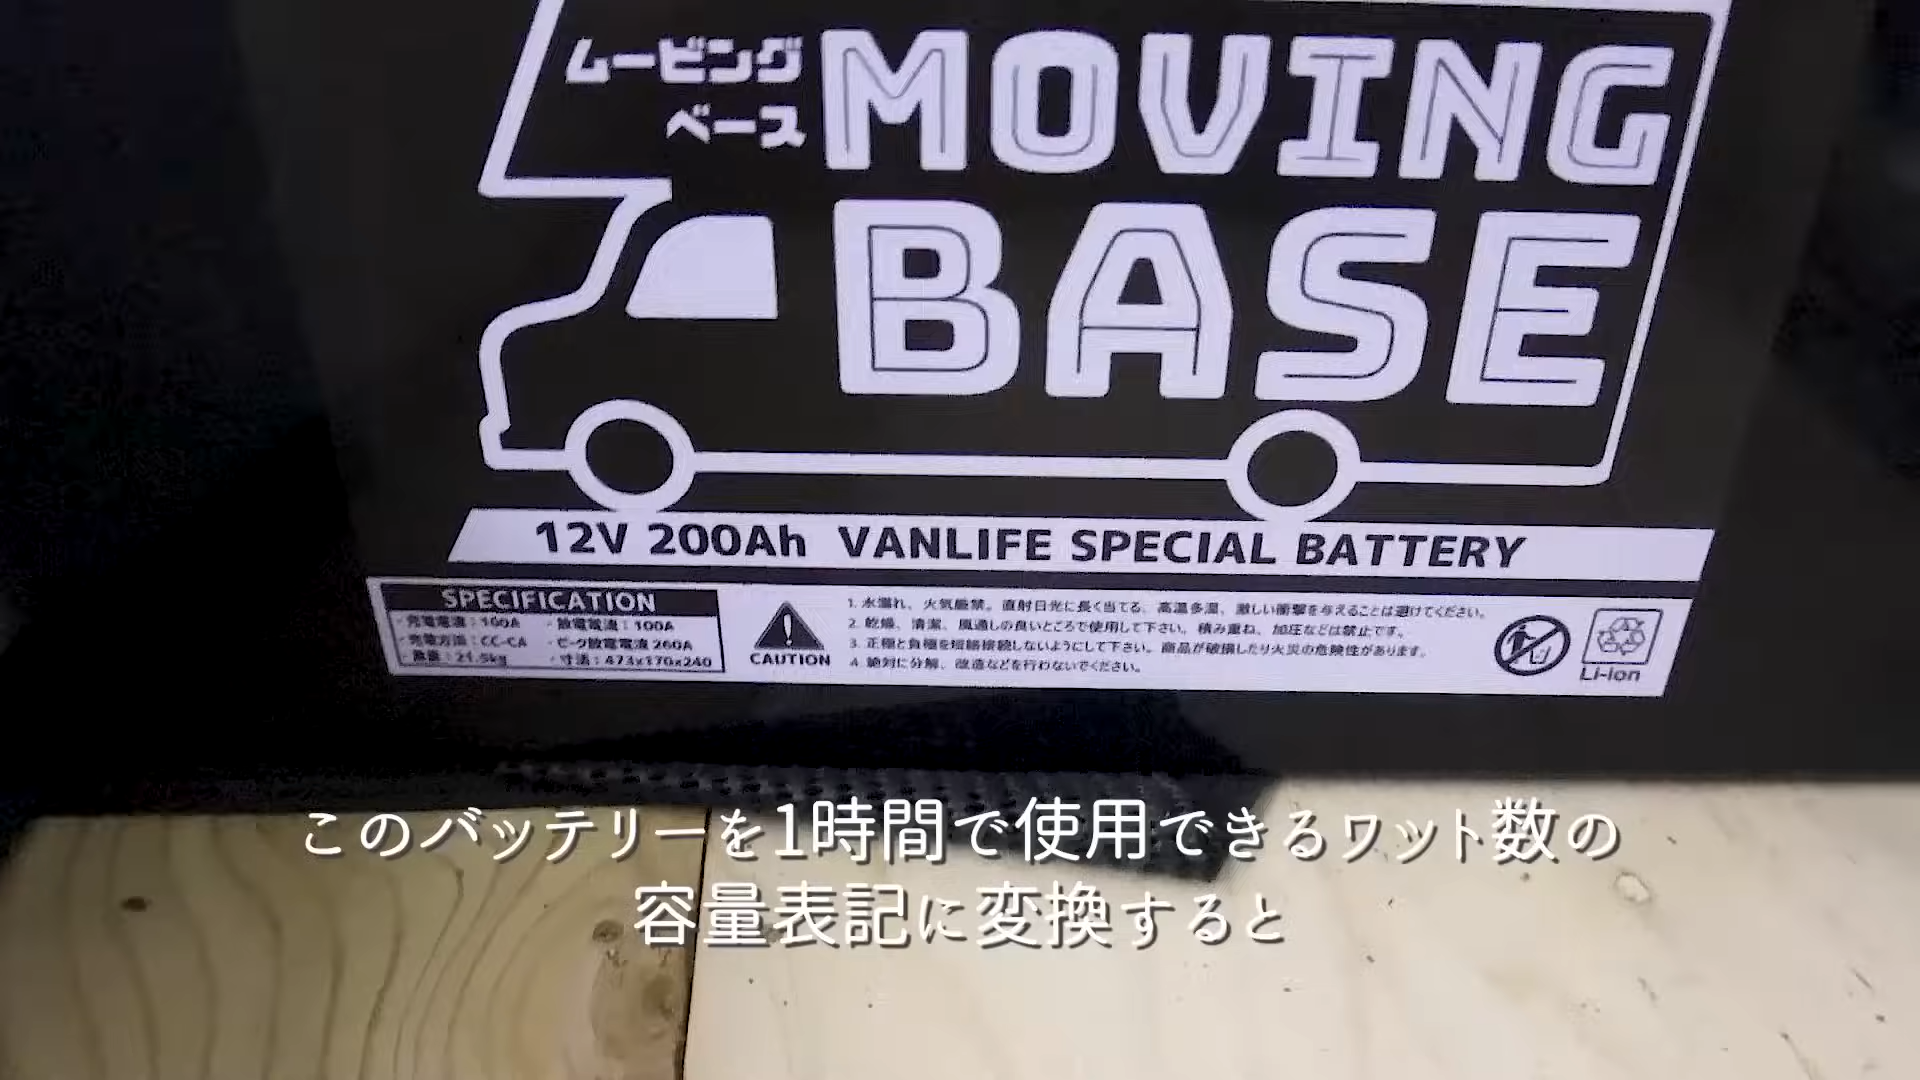 ムービング
ベース
MOVING
BASE
12V 200Ah VANLIFE SPECIAL BATTERY
SPECIFICATION
・充電電流：100A ・放電電流：100A
・充電方法：CC-CA ・ピーク放電電流 260A
・重量：21.5kg ・寸法：473x170x240
CAUTION
1. 水濡れ、火気厳禁。直射日光に長く当てる、高温多湿、激しい衝撃を与えることは避けてください。
2. 乾燥、清潔、風通しの良いところで使用して下さい。積み重ね、加圧などは禁止です。
3. 正極と負極を短絡接続しないようにして下さい。商品が破損したり火災の危険性があります。
4. 絶対に分解、改造などを行わないでください。
Li-ion
このバッテリーを1時間で使用できるワット数の
容量表記に変換すると